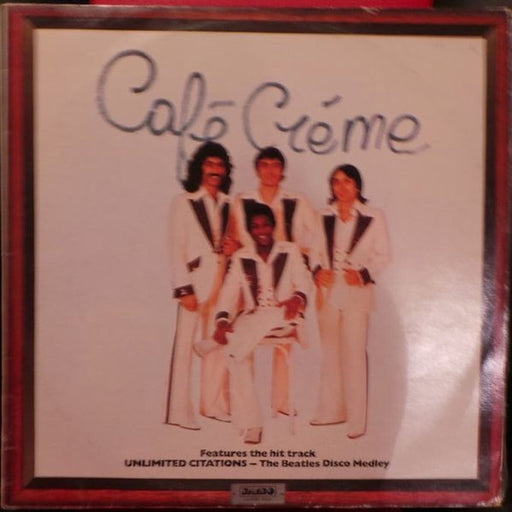 Café Créme
Features the hit track
UNLIMITED CITATIONS – The Beatles Disco Medley